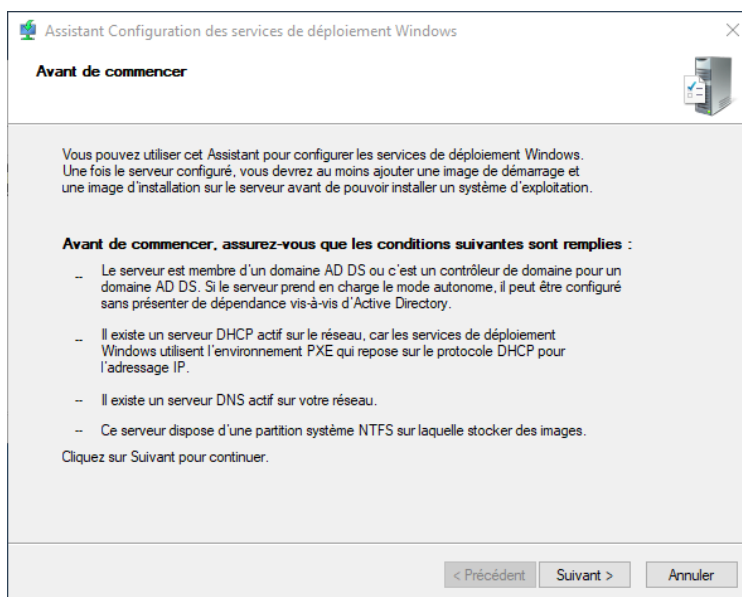 Assistant Configuration des services de déploiement Windows
Avant de commencer
Vous pouvez utiliser cet Assistant pour configurer les services de déploiement Windows.
Une fois le serveur configuré, vous devrez au moins ajouter une image de démarrage et
une image d'installation sur le serveur avant de pouvoir installer un système d'exploitation.
Avant de commencer, assurez-vous que les conditions suivantes sont remplies :
-- Le serveur est membre d'un domaine AD DS ou c'est un contrôleur de domaine pour un
domaine AD DS. Si le serveur prend en charge le mode autonome, il peut être configuré
sans présenter de dépendance vis-à-vis d'Active Directory.
-- Il existe un serveur DHCP actif sur le réseau, car les services de déploiement
Windows utilisent l'environnement PXE qui repose sur le protocole DHCP pour
l'adressage IP.
-- Il existe un serveur DNS actif sur votre réseau.
-- Ce serveur dispose d'une partition système NTFS sur laquelle stocker des images.
Cliquez sur Suivant pour continuer.
< Précédent Suivant > Annuler